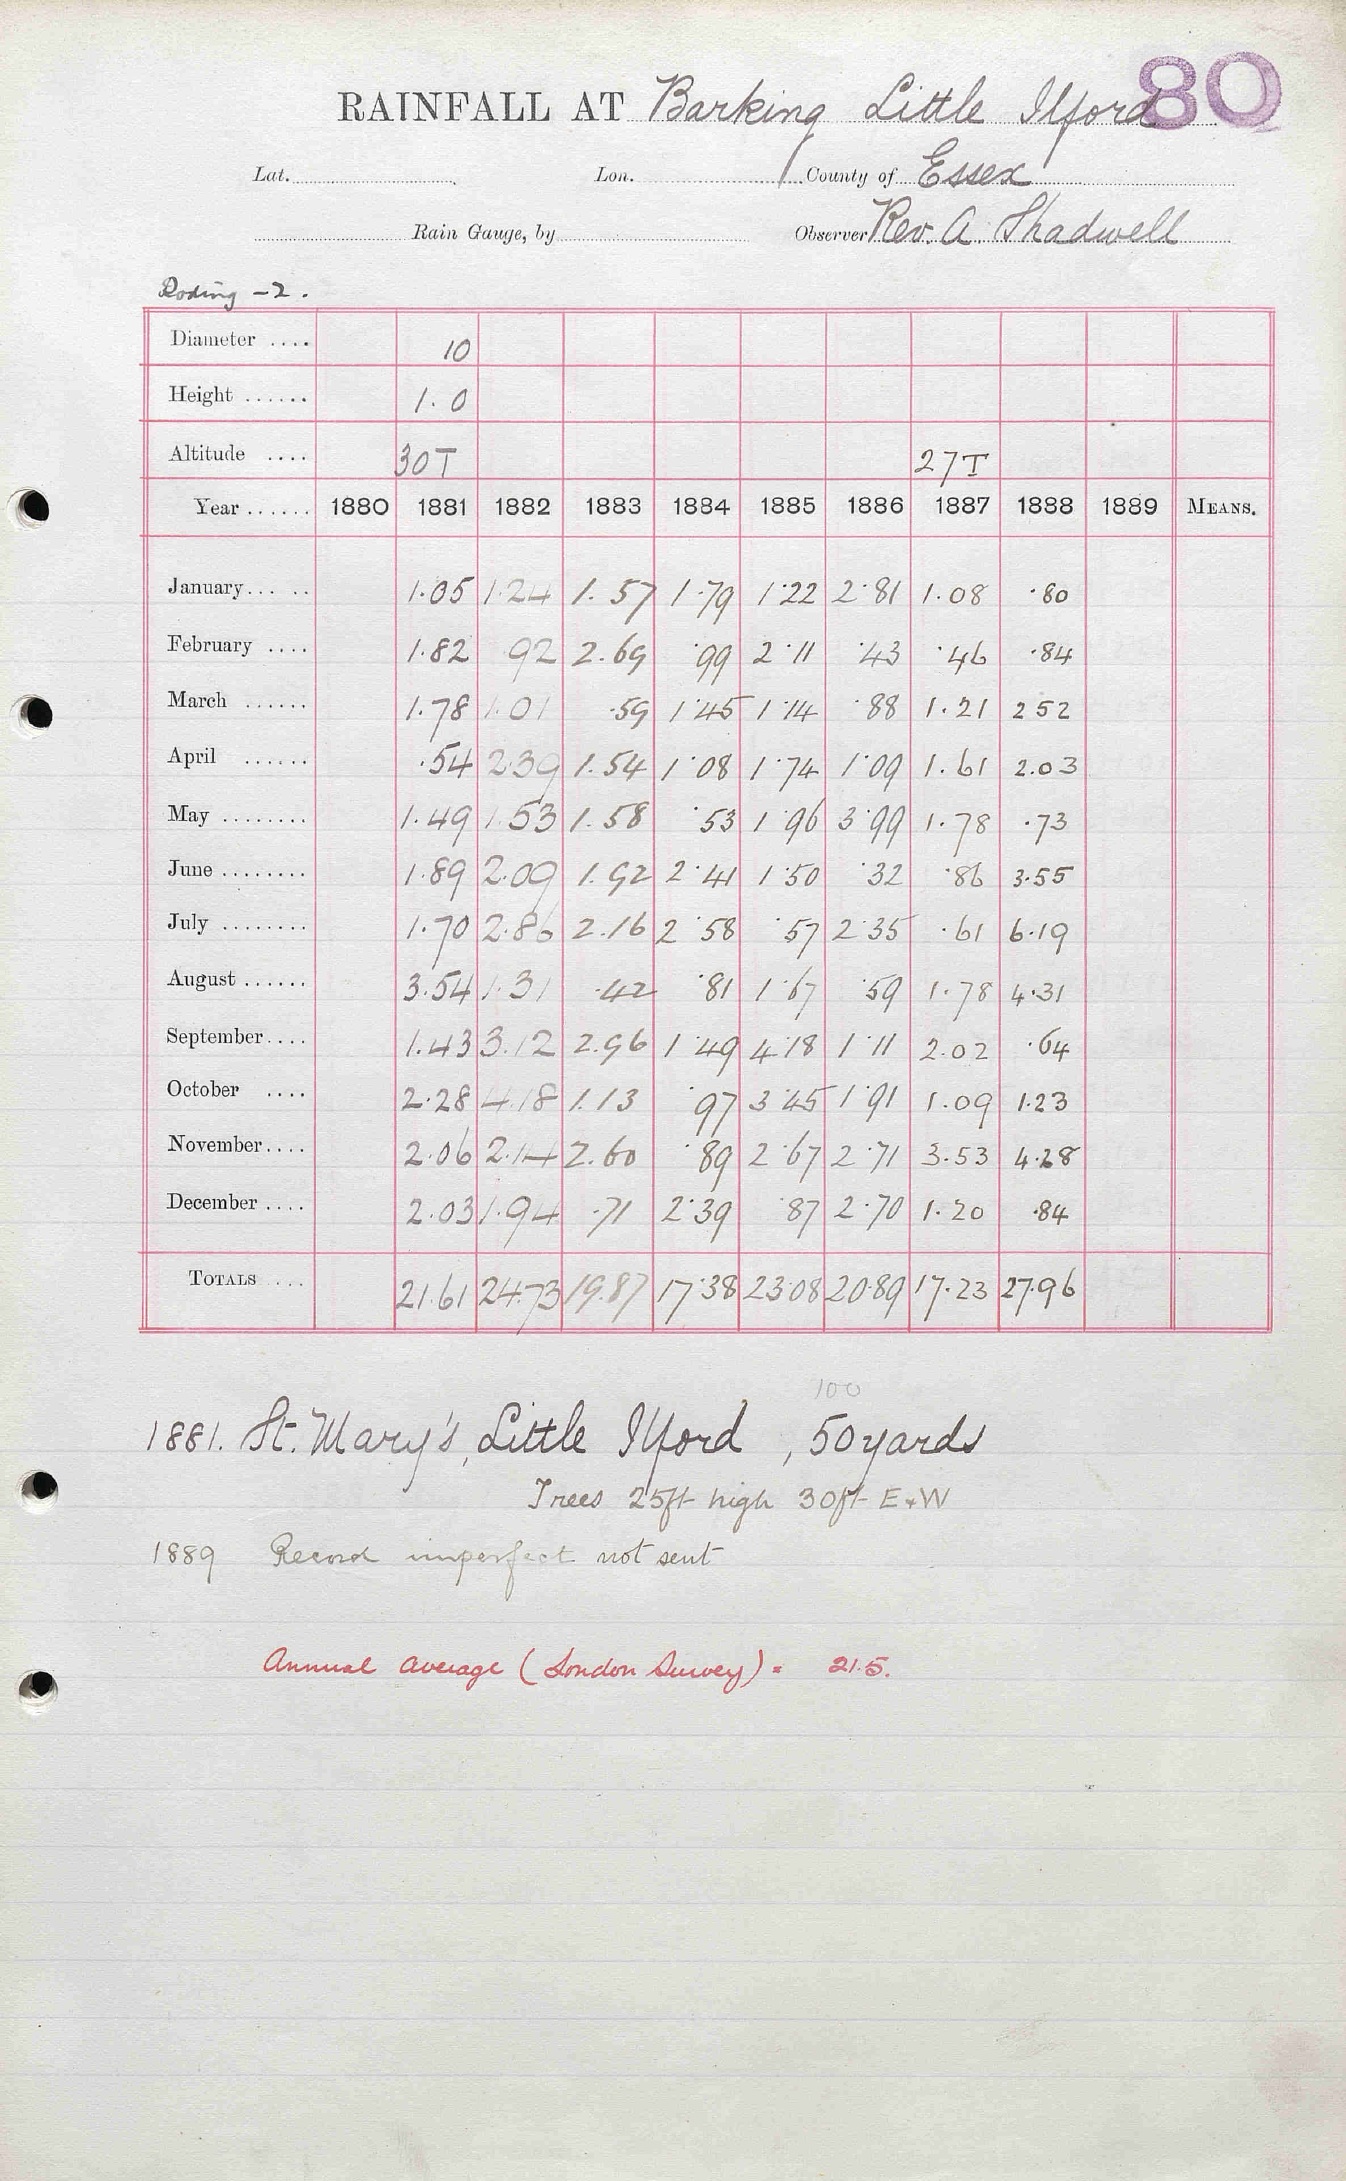 80
RAINFALL AT Barking Little Ilford
Lat. Lon. County of Essex
Rain Gauge, by Observer Rev. A. Shadwell
Roding -2.
Diameter .... 10
Height ...... 1.0
Altitude .... 30T 27T
Year ...... 1880 1881 1882 1883 1884 1885 1886 1887 1888 1889 MEANS.
January... .. 1.05 1.24 1.57 1.79 1.22 2.81 1.08 .80
February .... 1.82 92 2.69 .99 2.11 .43 .46 .84
March ...... 1.78 1.01 .59 1.45 1.14 .88 1.21 2 52
April ...... .54 2.39 1.54 1.08 1.74 1.09 1.61 2.03
May ........ 1.49 1.53 1.58 .53 1.96 3.99 1.78 .73
June ........ 1.89 2.09 1.92 2.41 1.50 .32 .86 3.55
July ........ 1.70 2.86 2.16 2.58 .57 2.35 .61 6.19
August ...... 3.54 1.31 .42 .81 1.67 .59 1.78 4.31
September.... 1.43 3.12 2.96 1.49 4.18 1.11 2.02 .64
October .... 2.28 4.18 1.13 .97 3.45 1.91 1.09 1.23
November.... 2.06 2.14 2.60 .89 2.67 2.71 3.53 4.28
December .... 2.03 1.94 .71 2.39 .87 2.70 1.20 .84
TOTALS .... 21.61 24.73 19.87 17.38 23.08 20.89 17.23 27.96
100
1881. St. Mary's, Little Ilford, 50 yards
Trees 25ft high 30ft E+W
1889 Record imperfect not sent
Annual average (London Survey) = 21.5.